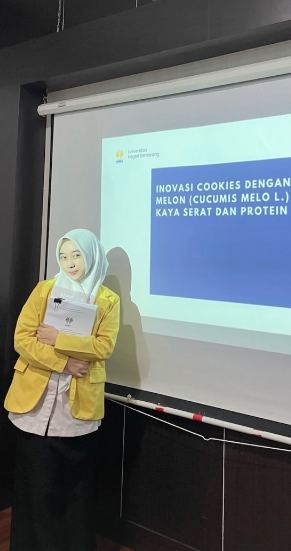 Universitas
Negeri Semarang
INOVASI COOKIES DENGAN
MELON (CUCUMIS MELO L.)
KAYA SERAT DAN PROTEIN